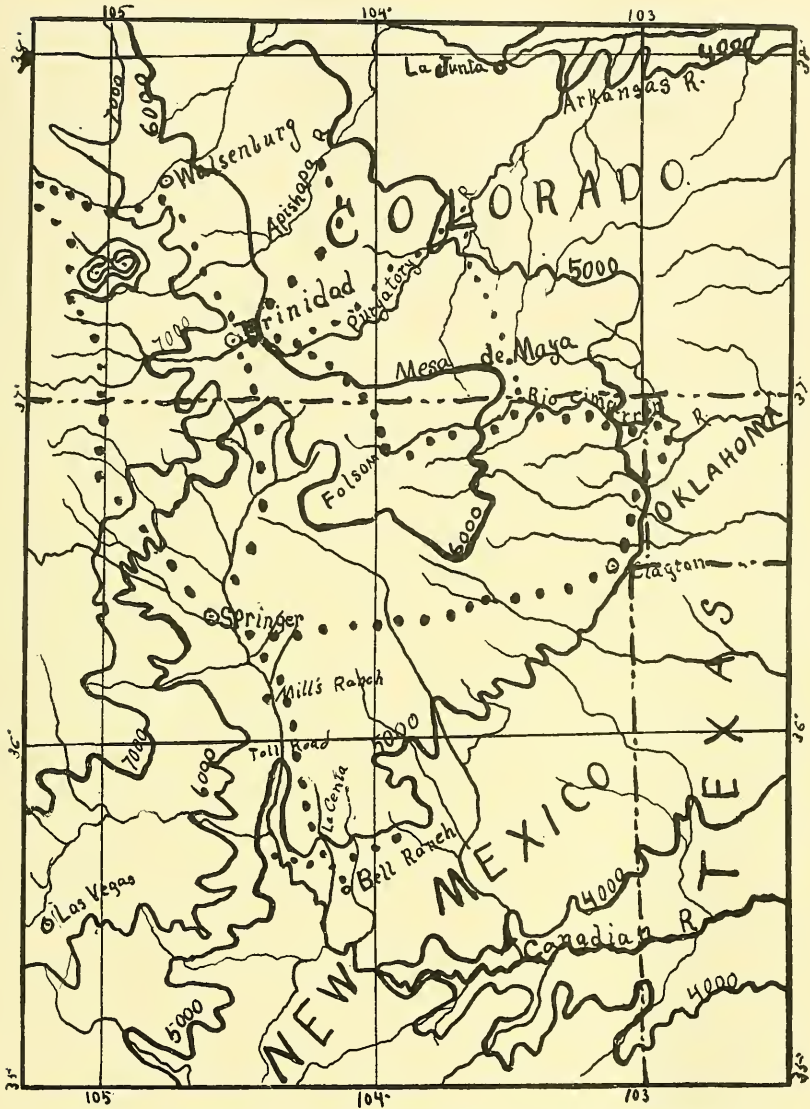 105
104°
103
38°
38°
La Junta
4000
Arkansas R.
7000
6000
Walsenburg
Apishapa R
COLORADO
R
5000
Trinidad
Purgatory
7000
Mesa de Maya
37°
37°
Rio Cimarron
R.
Folsom
OKLAHOMA
6000
Clayton
Springer
Mill's Ranch
TEXAS
36°
36°
7000
Toll Road
5000
6000
La Centa
Bell Ranch
NEW MEXICO
4000
Las Vegas
Canadian R
5000
4000
35°
35°
105
104°
103